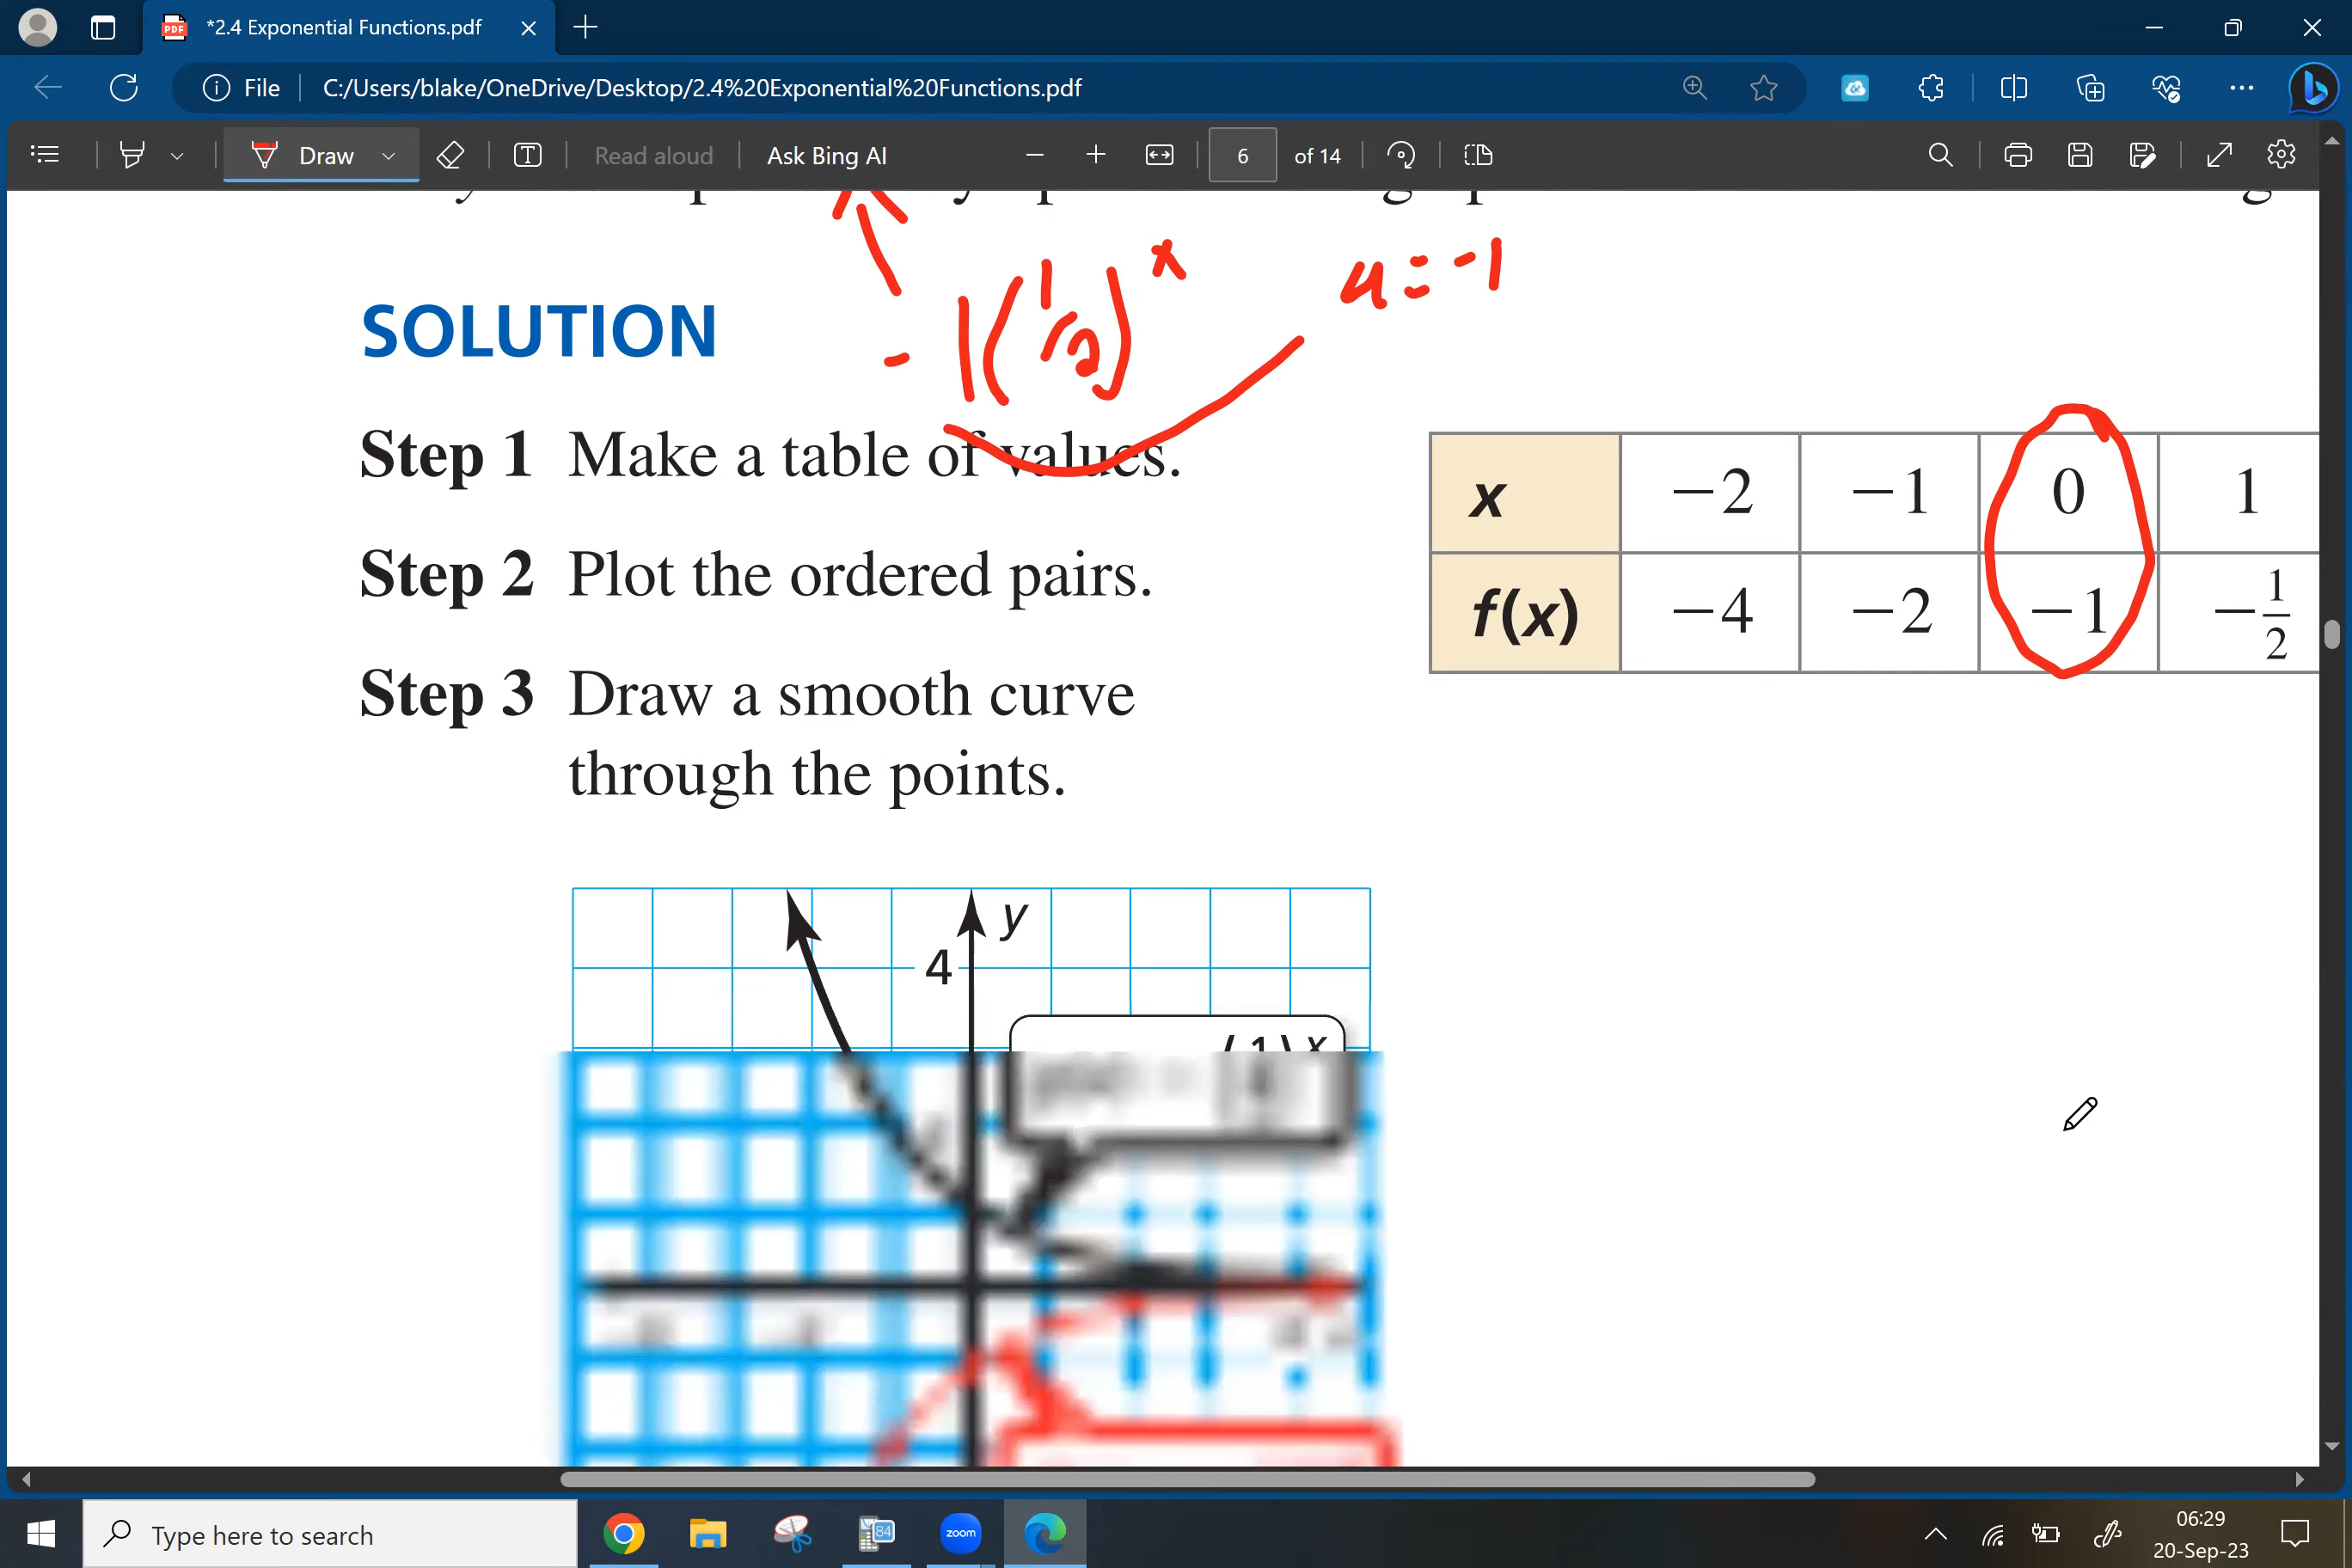 *2.4 Exponential Functions.pdf
File
C:/Users/blake/OneDrive/Desktop/2.4%20Exponential%20Functions.pdf
Draw
Read aloud
Ask Bing AI
6 of 14
-1(1/2)^x
a = -1
SOLUTION
Step 1 Make a table of values.
Step 2 Plot the ordered pairs.
Step 3 Draw a smooth curve
through the points.
x −2 −1 0 1
f(x) −4 −2 −1 −1/2
y
4
Type here to search
84
zoom
06:29
20-Sep-23